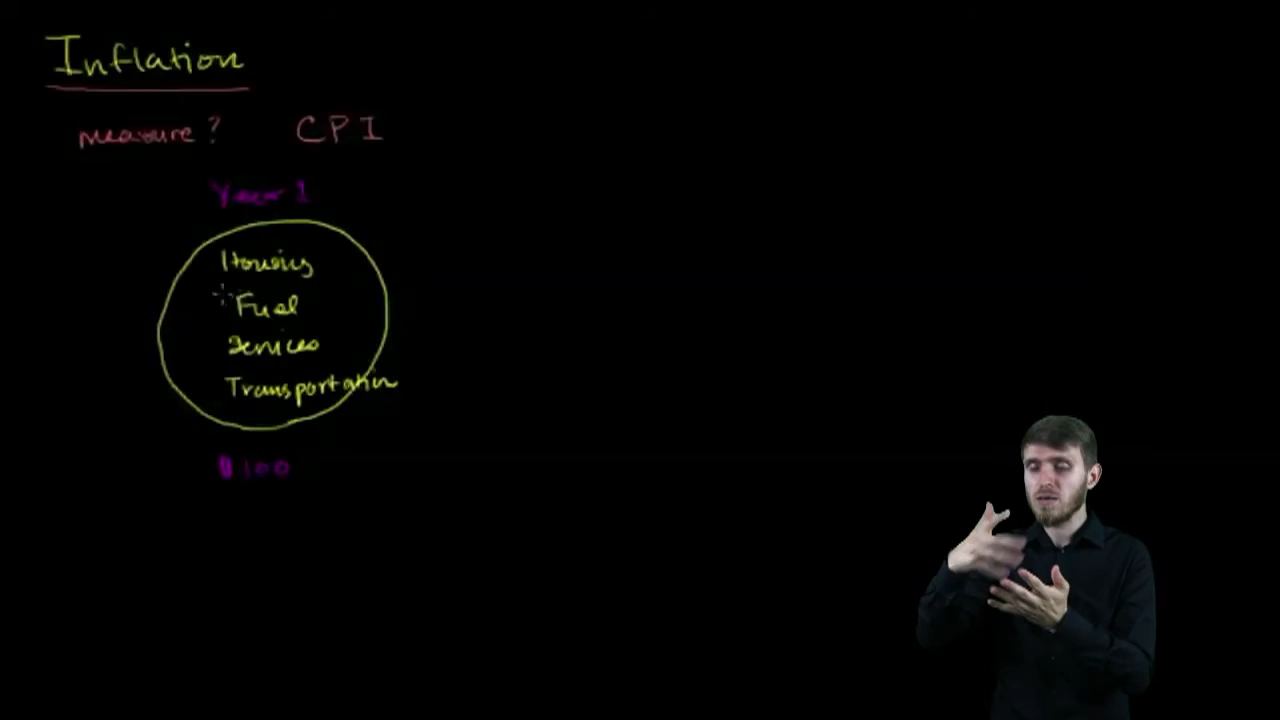 Inflation
measure? CPI
Year 1
Housing
Fuel
Services
Transportation
$100